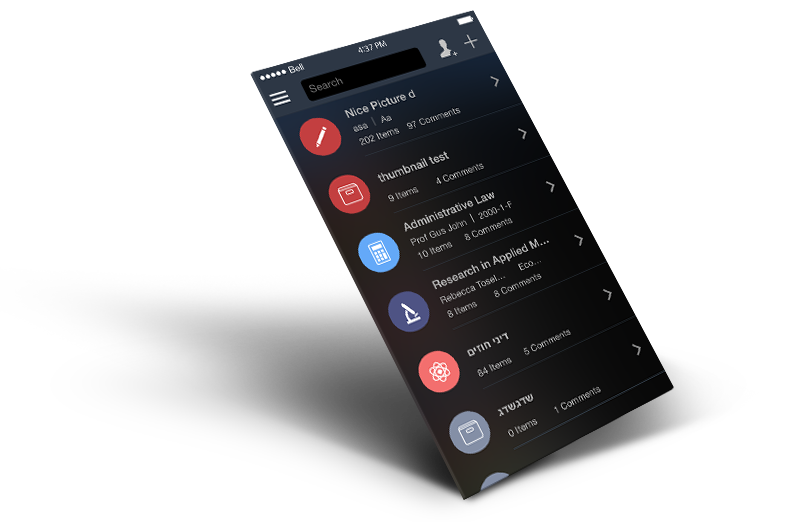 Bell 4:37 PM
Search
Nice Picture d
asa | Aa
202 Items 97 Comments
thumbnail test
9 Items 4 Comments
Administrative Law
Prof Gus John | 2000-1-F
10 Items 8 Comments
Research in Applied M...
Rebecca Tosel... Eco...
8 Items 8 Comments
דיני חוזים
84 Items 5 Comments
שדגשדג
0 Items 1 Comments